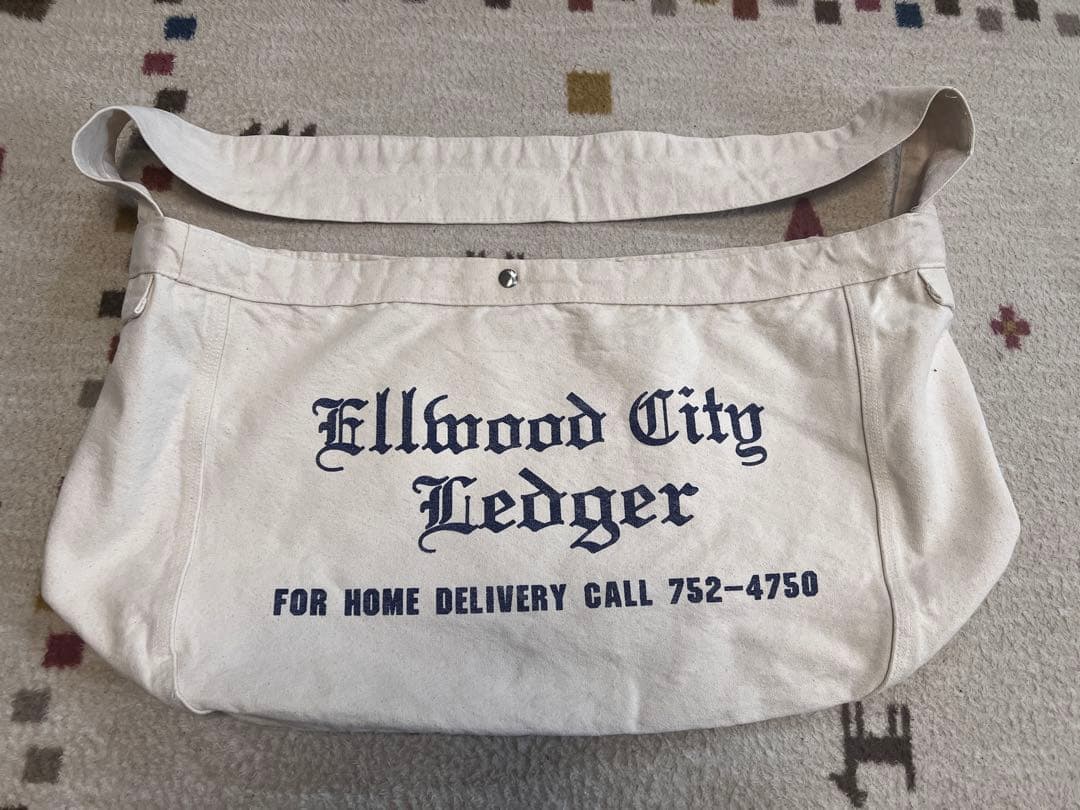 Ellwood City
Ledger
FOR HOME DELIVERY CALL 752-4750